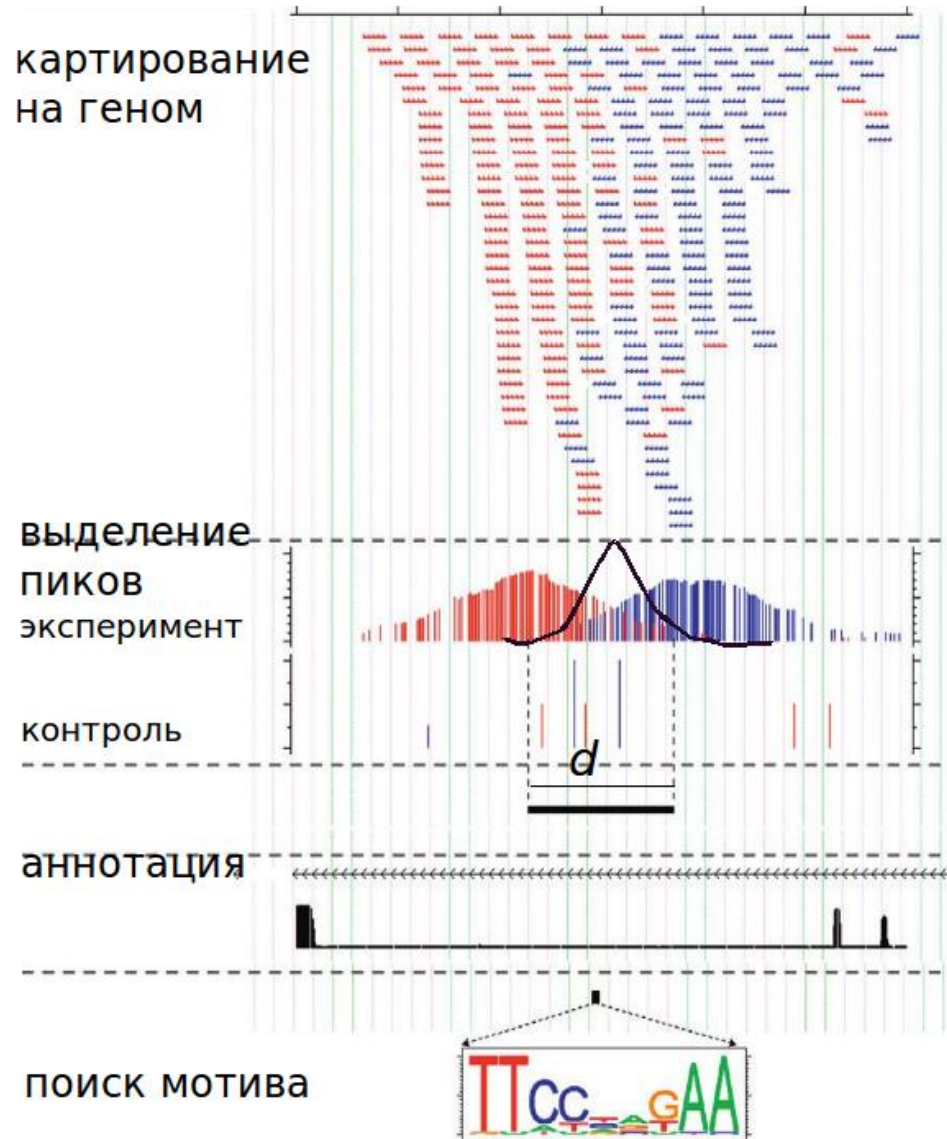 картирование
на геном
выделение
пиков
эксперимент
контроль
d
аннотация
поиск мотива
TTCC GAA